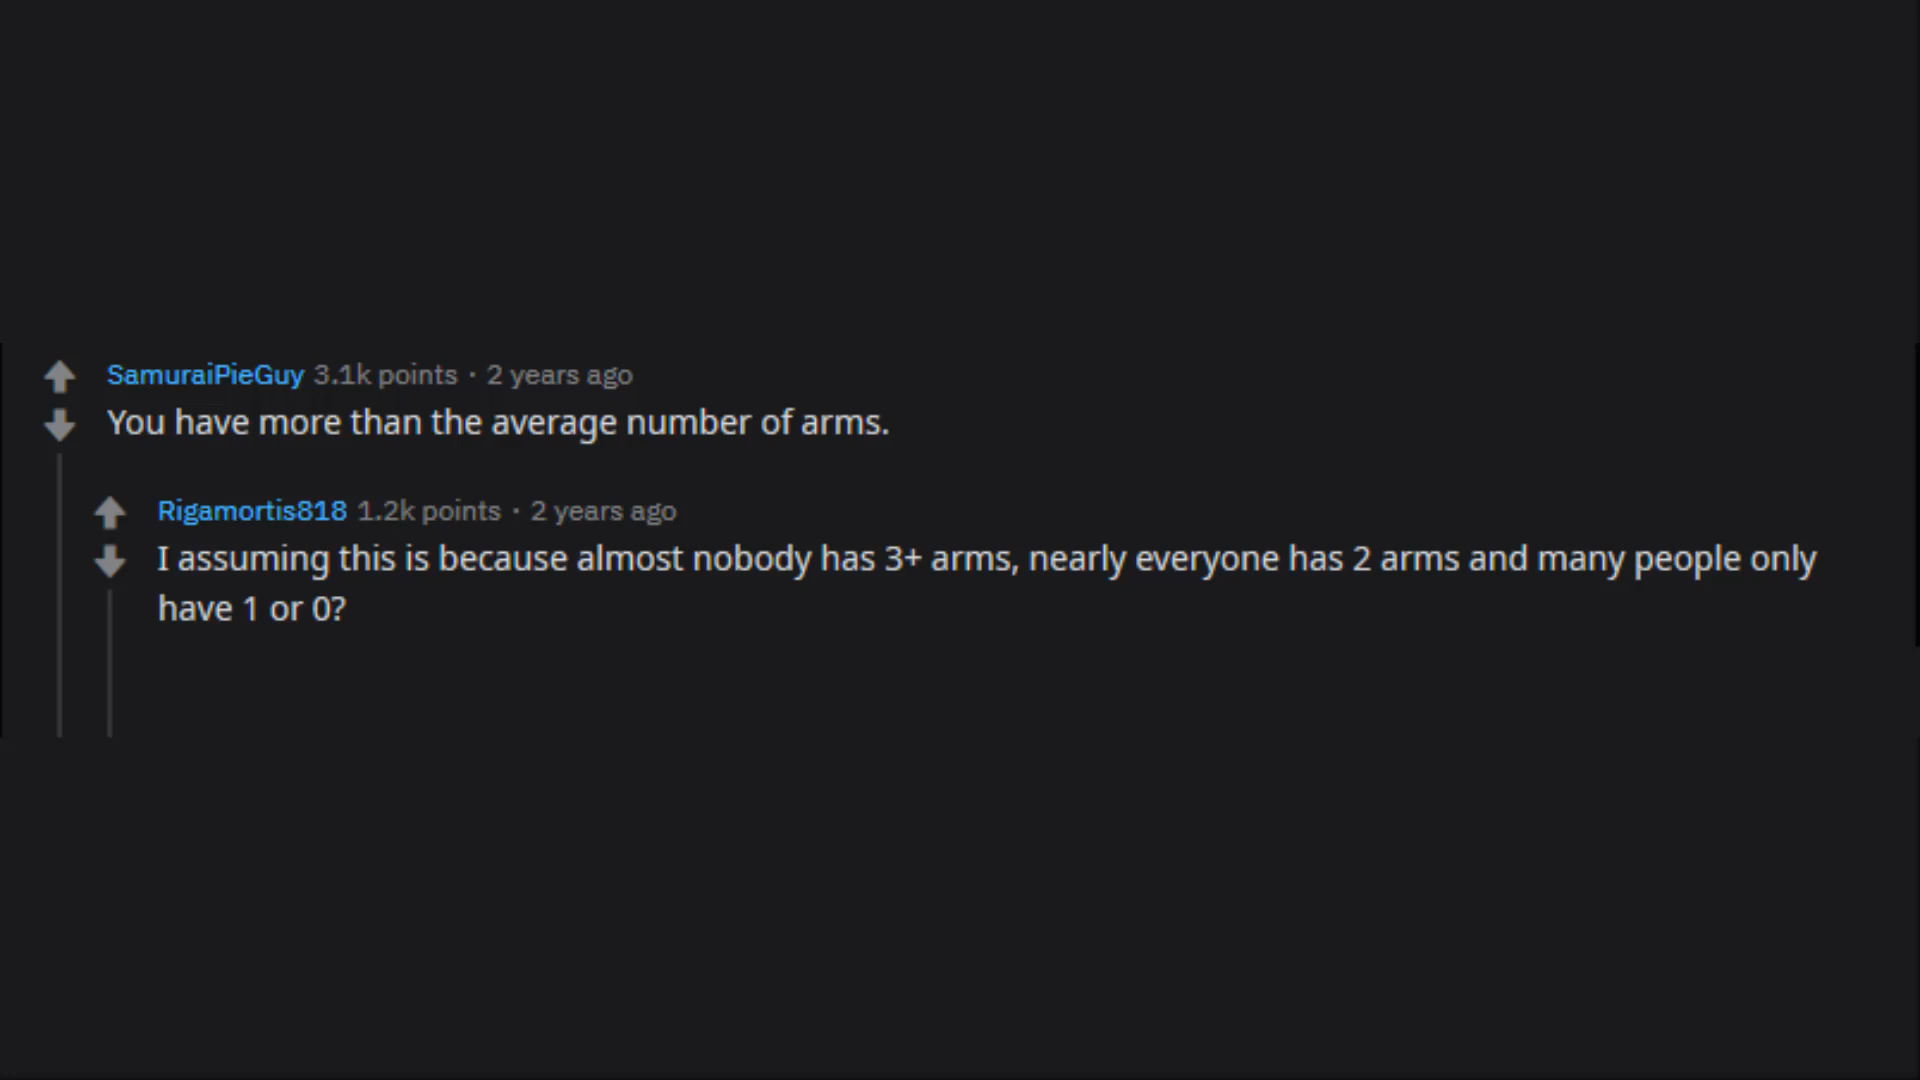 SamuraiPieGuy 3.1k points · 2 years ago
You have more than the average number of arms.
Rigamortis818 1.2k points · 2 years ago
I assuming this is because almost nobody has 3+ arms, nearly everyone has 2 arms and many people only
have 1 or 0?